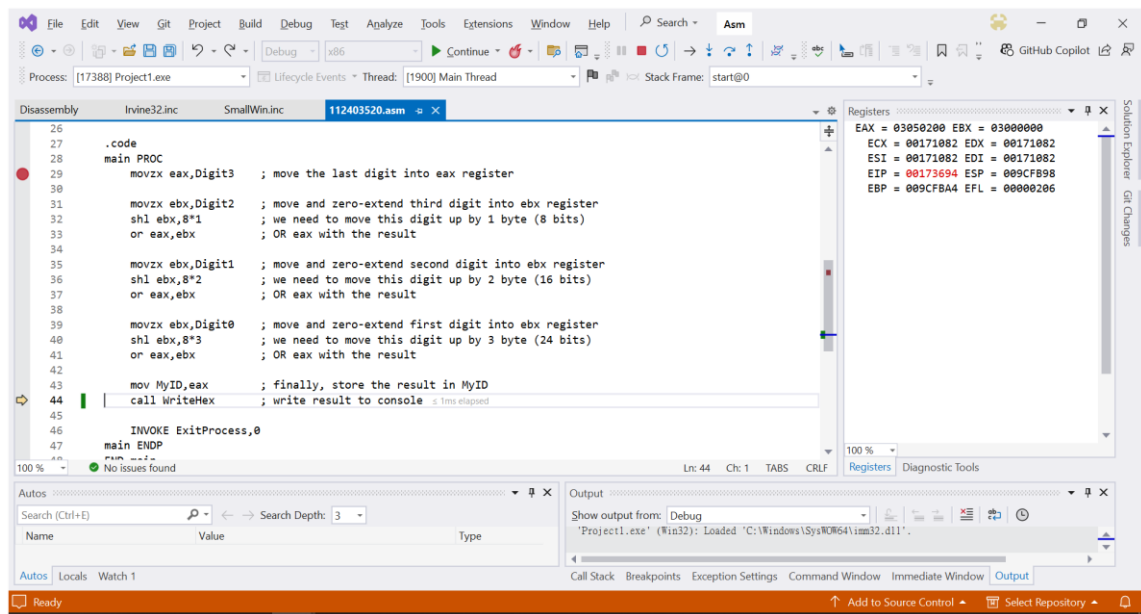 File Edit View Git Project Build Debug Test Analyze Tools Extensions Window Help Search Asm
Debug x86 Continue GitHub Copilot
Process: [17388] Project1.exe Lifecycle Events Thread: [1900] Main Thread Stack Frame: start@0
Disassembly Irvine32.inc SmallWin.inc 112403520.asm
26
27 .code
28 main PROC
29 movzx eax,Digit3 ; move the last digit into eax register
30
31 movzx ebx,Digit2 ; move and zero-extend third digit into ebx register
32 shl ebx,8*1 ; we need to move this digit up by 1 byte (8 bits)
33 or eax,ebx ; OR eax with the result
34
35 movzx ebx,Digit1 ; move and zero-extend second digit into ebx register
36 shl ebx,8*2 ; we need to move this digit up by 2 byte (16 bits)
37 or eax,ebx ; OR eax with the result
38
39 movzx ebx,Digit0 ; move and zero-extend first digit into ebx register
40 shl ebx,8*3 ; we need to move this digit up by 3 byte (24 bits)
41 or eax,ebx ; OR eax with the result
42
43 mov MyID,eax ; finally, store the result in MyID
44 call WriteHex ; write result to console ≤ 1ms elapsed
45
46 INVOKE ExitProcess,0
47 main ENDP
100 % No issues found Ln: 44 Ch: 1 TABS CRLF
Registers
EAX = 03050200 EBX = 03000000
ECX = 00171082 EDX = 00171082
ESI = 00171082 EDI = 00171082
EIP = 00173694 ESP = 009CFB98
EBP = 009CFBA4 EFL = 00000206
100 %
Registers Diagnostic Tools
Solution Explorer
Git Changes
Autos
Search (Ctrl+E) Search Depth: 3
Name Value Type
Autos Locals Watch 1
Output
Show output from: Debug
'Project1.exe' (Win32): Loaded 'C:\Windows\SysWOW64\imm32.dll'.
Call Stack Breakpoints Exception Settings Command Window Immediate Window Output
Ready Add to Source Control Select Repository